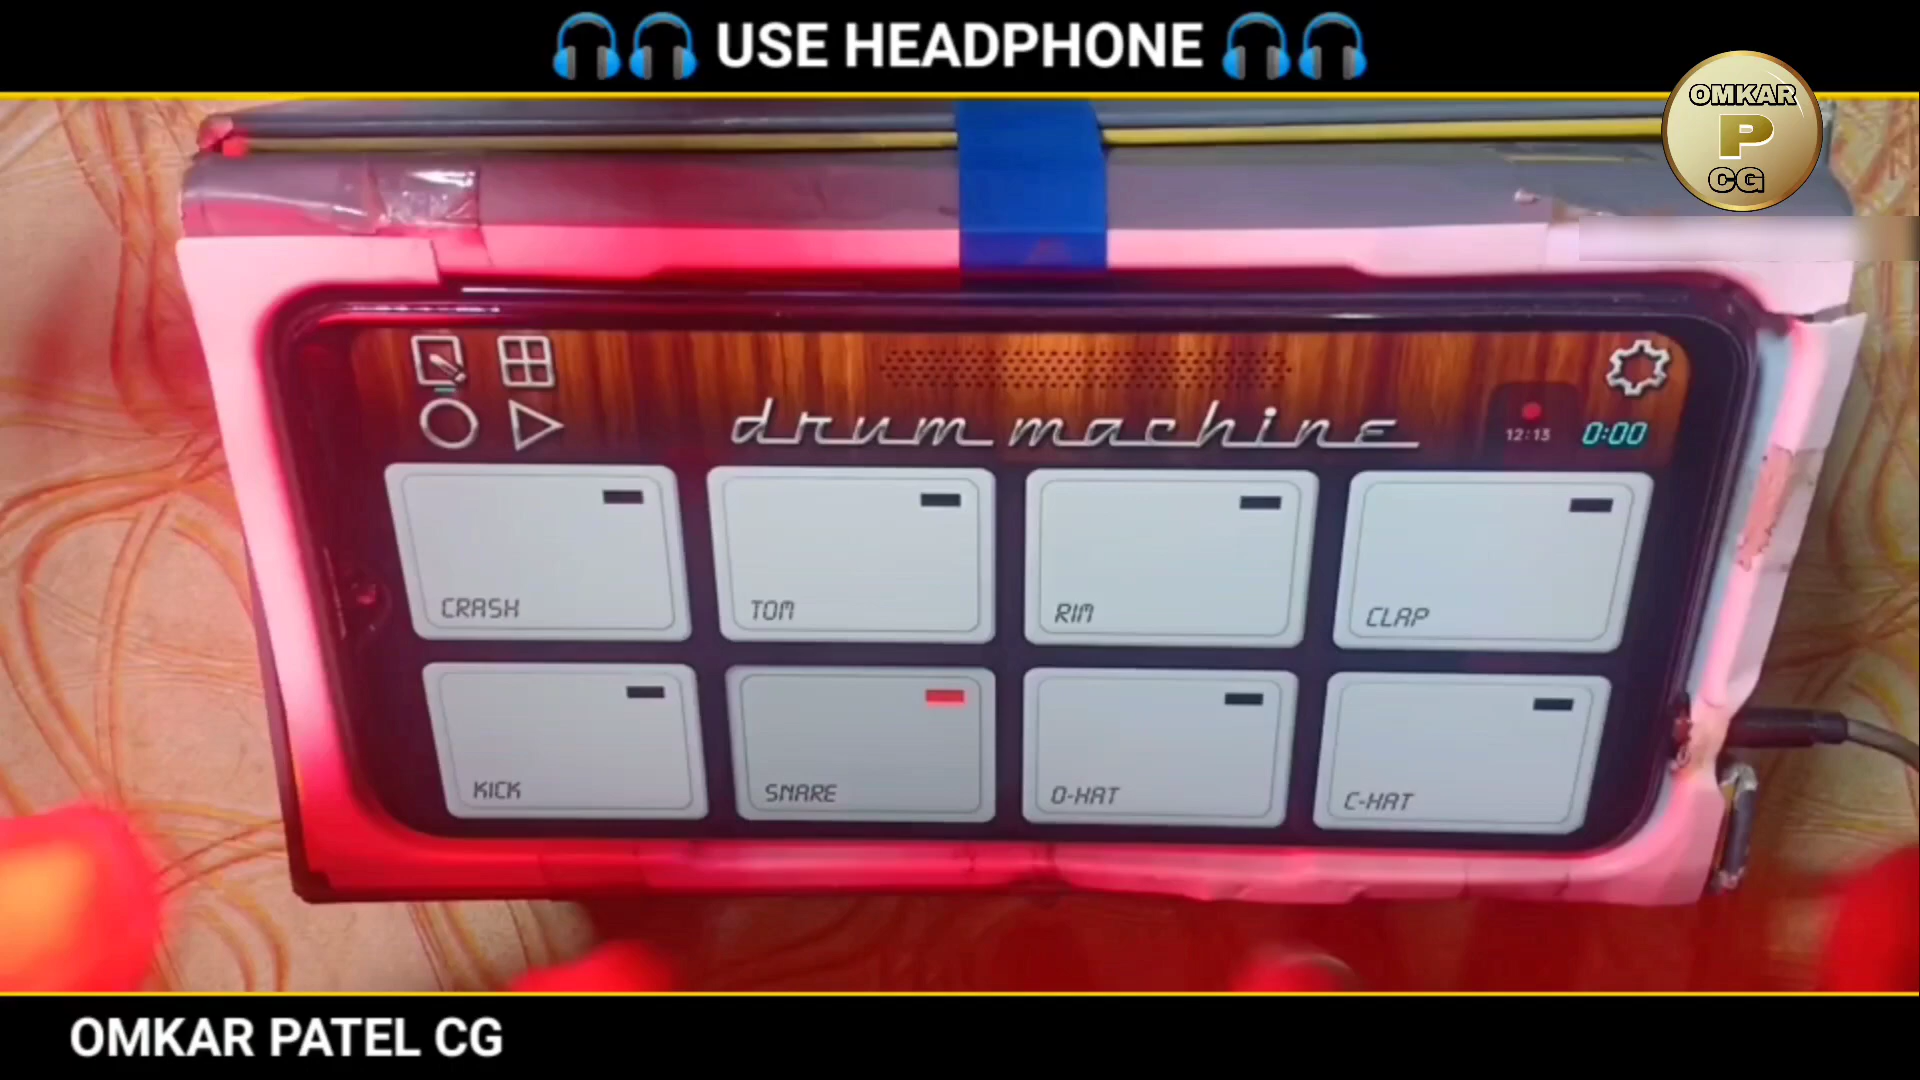 USE HEADPHONE
OMKAR
P
CG
drum machine
12:13
0:00
CRASH
TOM
RIM
CLAP
KICK
SNARE
O-HAT
C-HAT
OMKAR PATEL CG